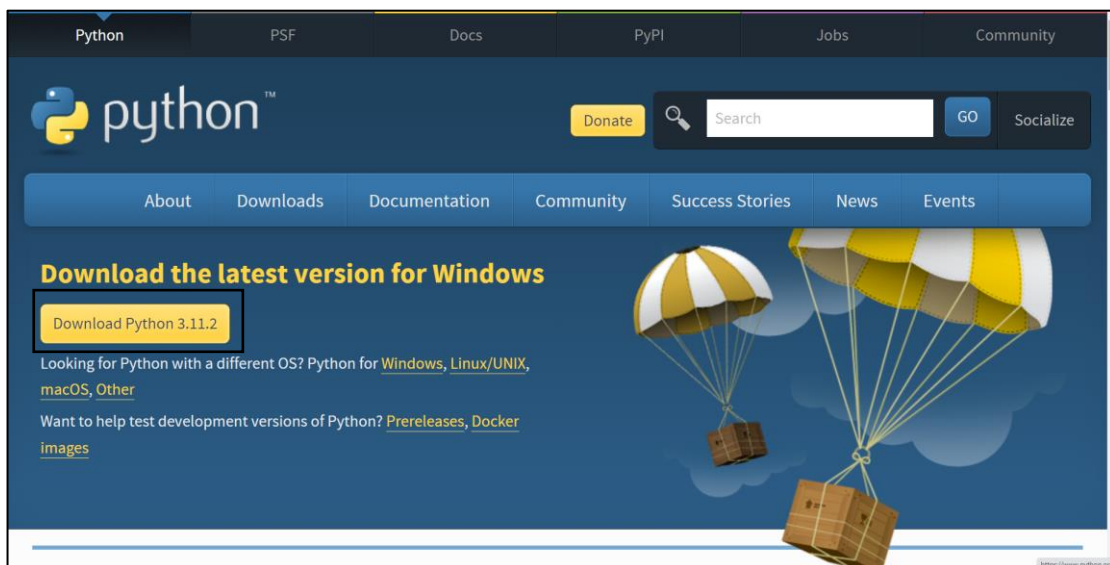 Python PSF Docs PyPI Jobs Community
python™
Donate Search GO Socialize
About Downloads Documentation Community Success Stories News Events
Download the latest version for Windows
Download Python 3.11.2
Looking for Python with a different OS? Python for Windows, Linux/UNIX,
macOS, Other
Want to help test development versions of Python? Prereleases, Docker
images